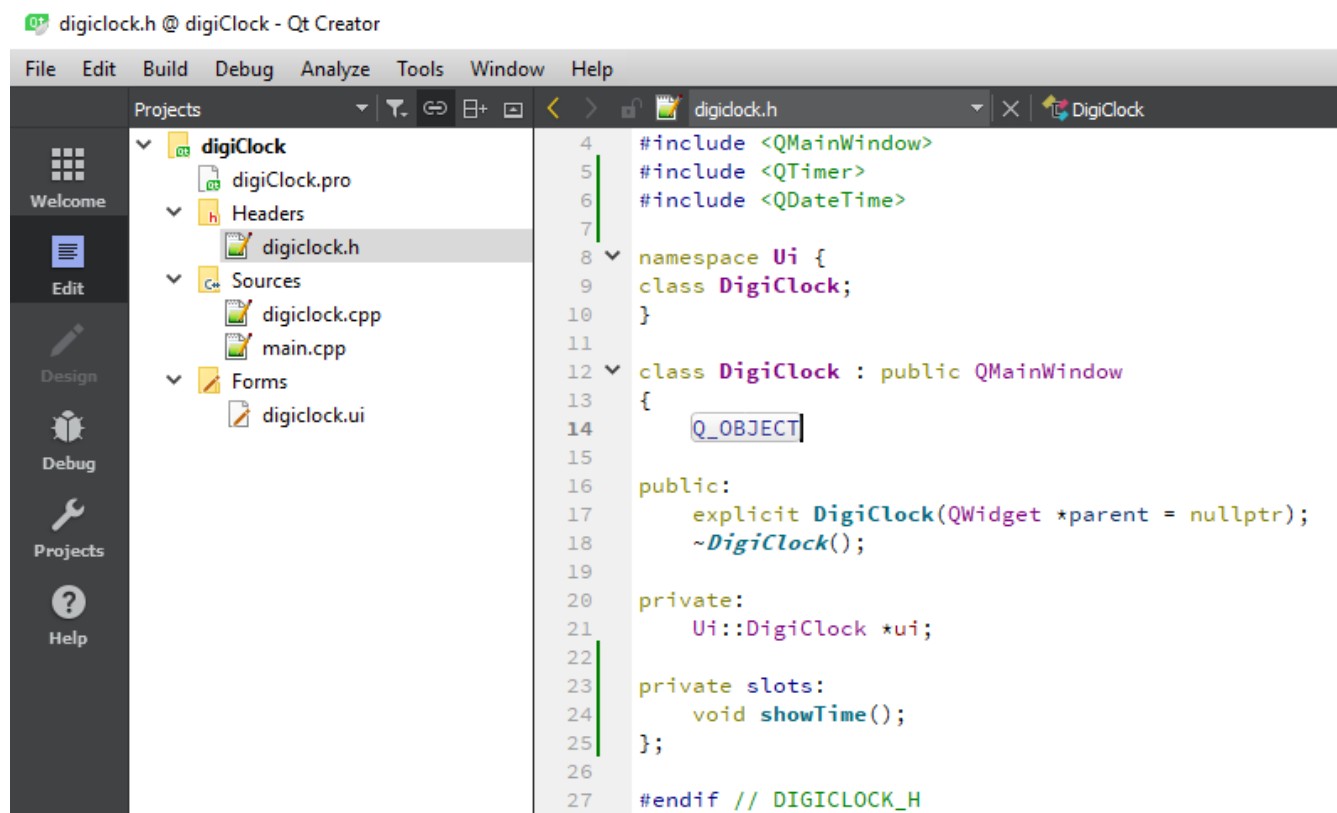 digiclock.h @ digiClock - Qt Creator
File Edit Build Debug Analyze Tools Window Help
Projects
digiclock.h
DigiClock
Welcome
Edit
Design
Debug
Projects
Help
digiClock
digiClock.pro
Headers
digiclock.h
Sources
digiclock.cpp
main.cpp
Forms
digiclock.ui
4 #include <QMainWindow>
5 #include <QTimer>
6 #include <QDateTime>
7
8 namespace Ui {
9 class DigiClock;
10 }
11
12 class DigiClock : public QMainWindow
13 {
14     Q_OBJECT
15
16 public:
17     explicit DigiClock(QWidget *parent = nullptr);
18     ~DigiClock();
19
20 private:
21     Ui::DigiClock *ui;
22
23 private slots:
24     void showTime();
25 };
26
27 #endif // DIGICLOCK_H